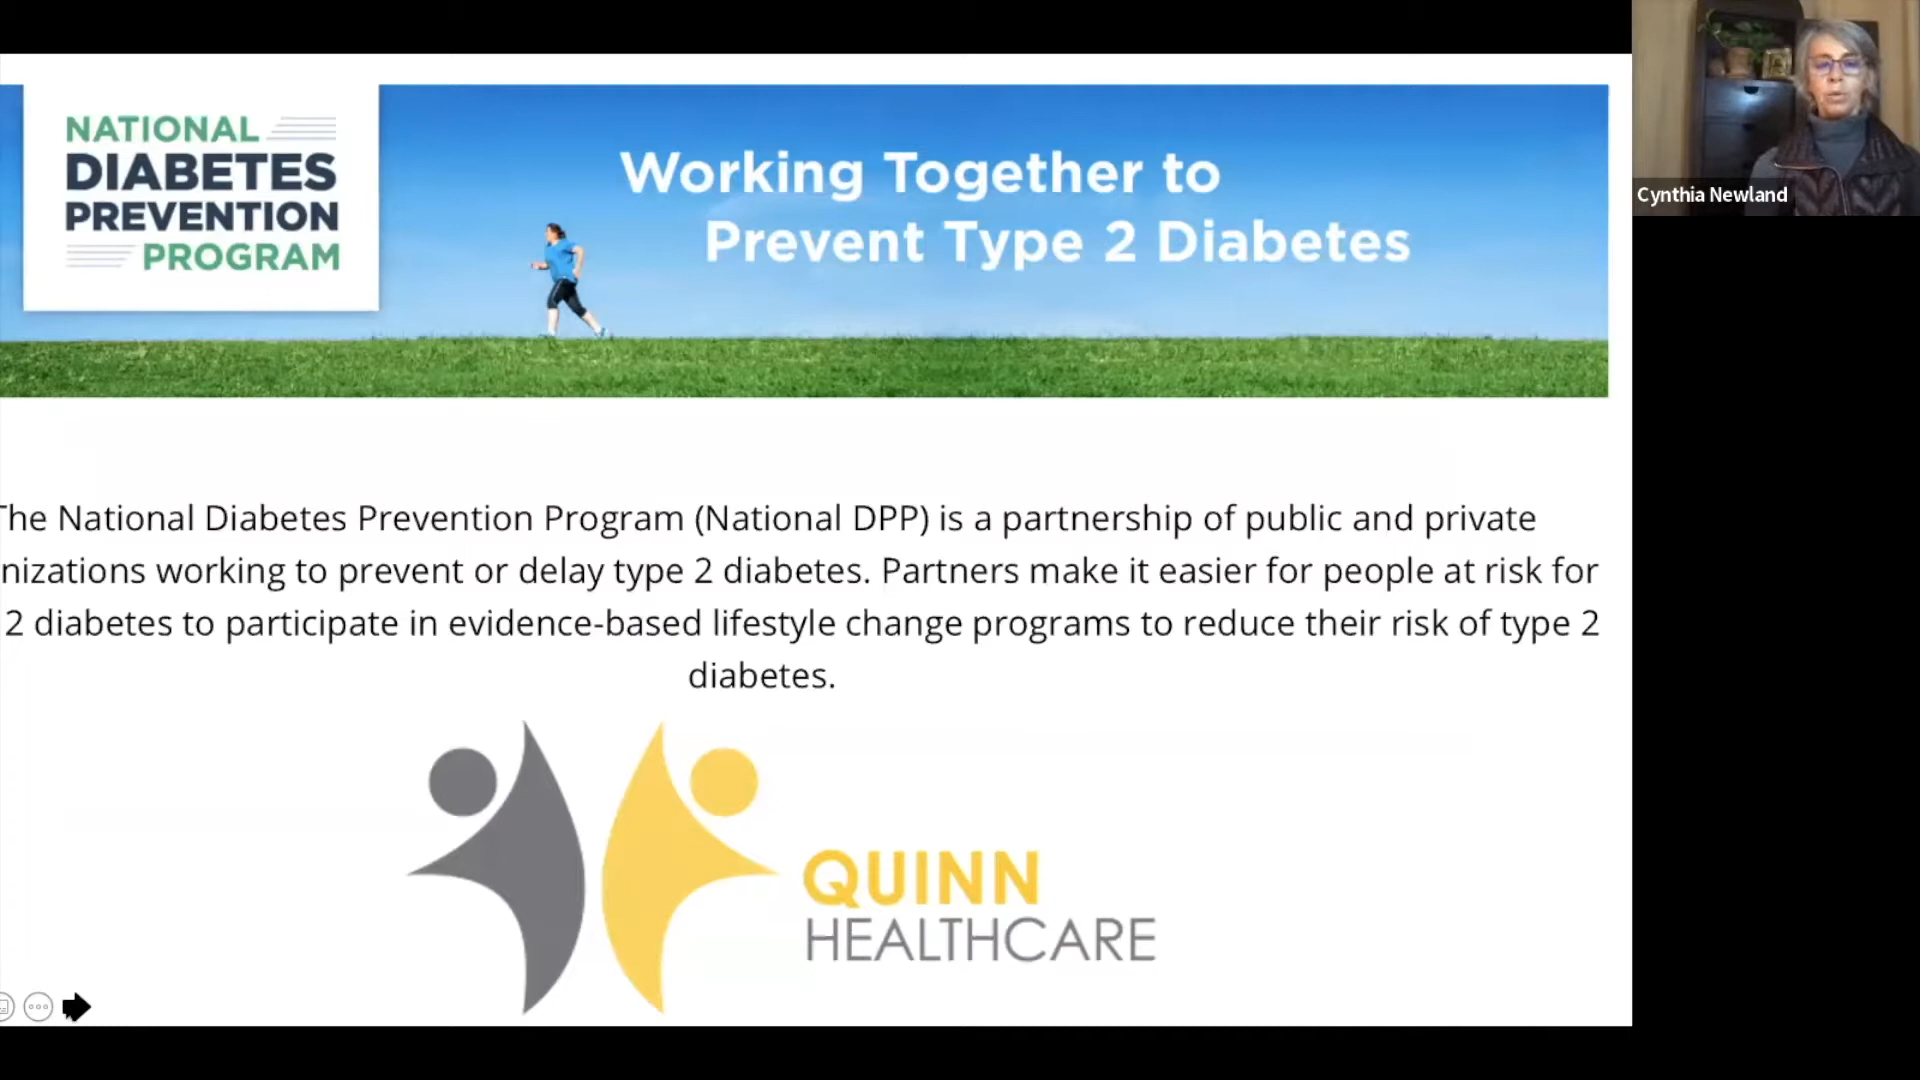 NATIONAL
DIABETES
PREVENTION
PROGRAM
Working Together to
Prevent Type 2 Diabetes
Cynthia Newland
The National Diabetes Prevention Program (National DPP) is a partnership of public and private
nizations working to prevent or delay type 2 diabetes. Partners make it easier for people at risk for
2 diabetes to participate in evidence-based lifestyle change programs to reduce their risk of type 2
diabetes.
QUINN
HEALTHCARE